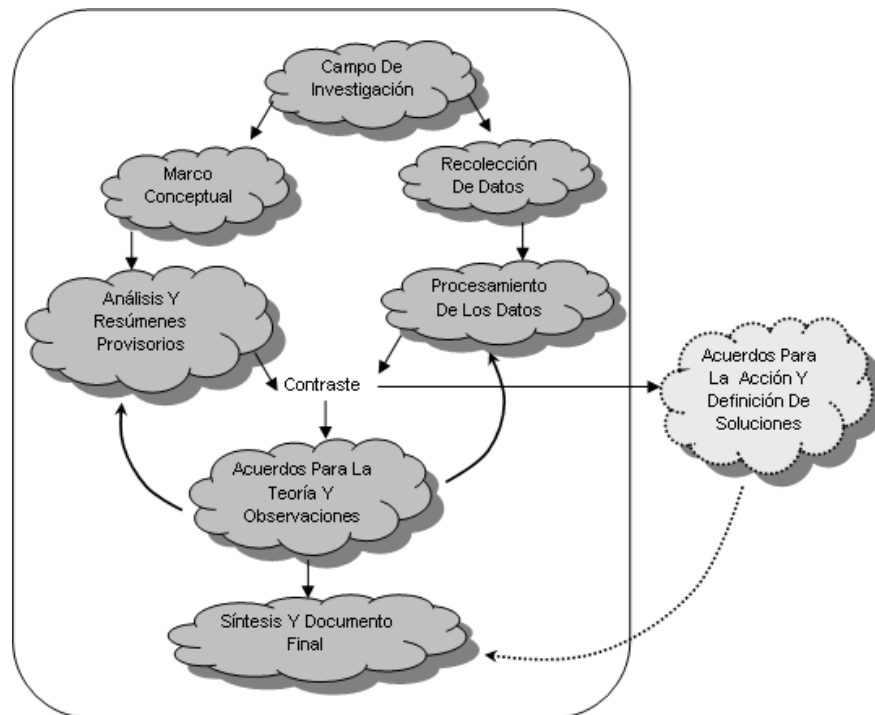 Campo De
Investigación
Marco
Conceptual
Recolección
De Datos
Análisis Y
Resúmenes
Provisorios
Procesamiento
De Los Datos
Contraste
Acuerdos Para
La Acción Y
Definición De
Soluciones
Acuerdos Para La
Teoría Y
Observaciones
Síntesis Y Documento
Final